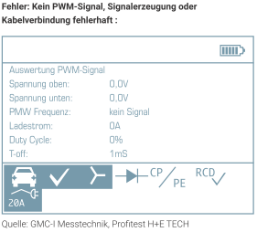 Fehler: Kein PWM-Signal, Signalerzeugung oder
Kabelverbindung fehlerhaft :
Auswertung PWM-Signal
Spannung oben: 0,0V
Spannung unten: 0,0V
PMW Frequenz: kein Signal
Ladestrom: 0A
Duty Cycle: 0%
T-off: 1mS
20A
CP/PE
RCD
Quelle: GMC-I Messtechnik, Profitest H+E TECH